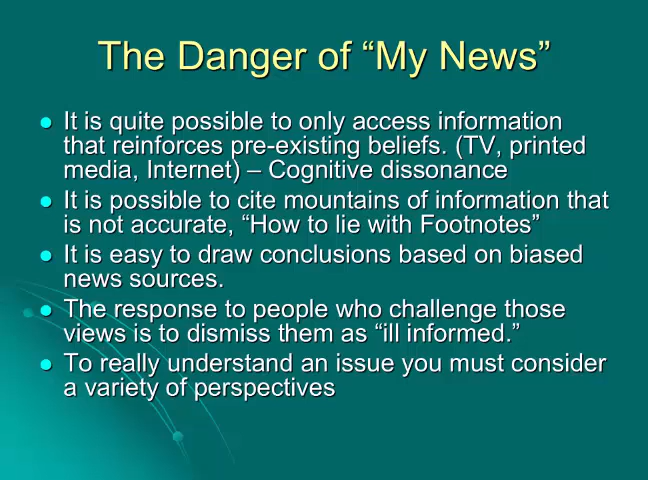 The Danger of “My News”
It is quite possible to only access information
that reinforces pre-existing beliefs. (TV, printed
media, Internet) – Cognitive dissonance
It is possible to cite mountains of information that
is not accurate, “How to lie with Footnotes”
It is easy to draw conclusions based on biased
news sources.
The response to people who challenge those
views is to dismiss them as “ill informed.”
To really understand an issue you must consider
a variety of perspectives